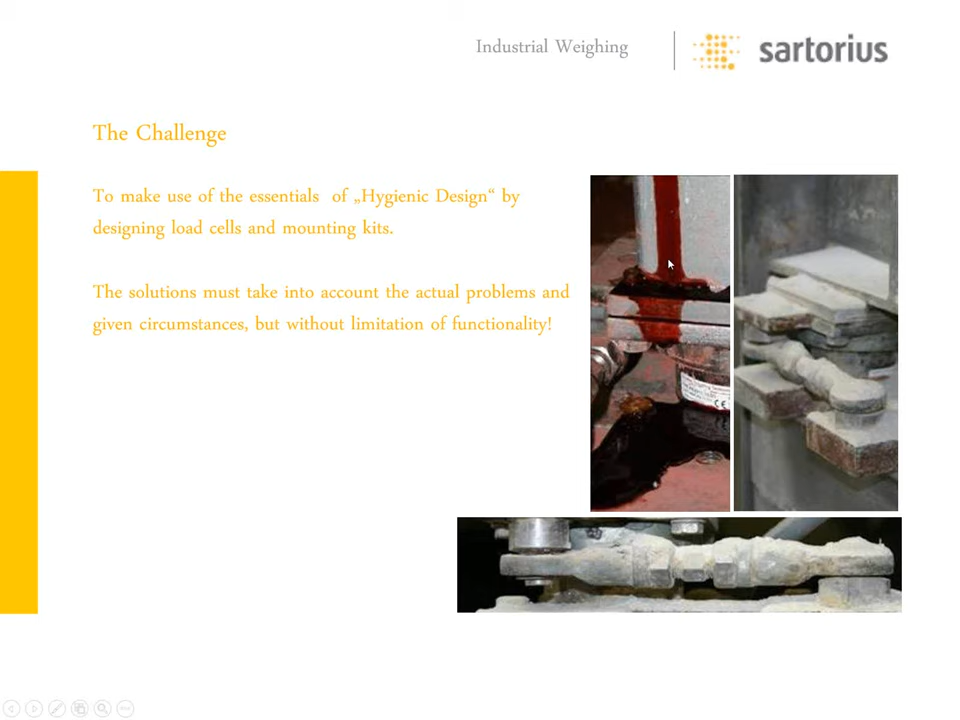 Industrial Weighing
sartorius
The Challenge
To make use of the essentials of „Hygienic Design“ by
designing load cells and mounting kits.
The solutions must take into account the actual problems and
given circumstances, but without limitation of functionality!